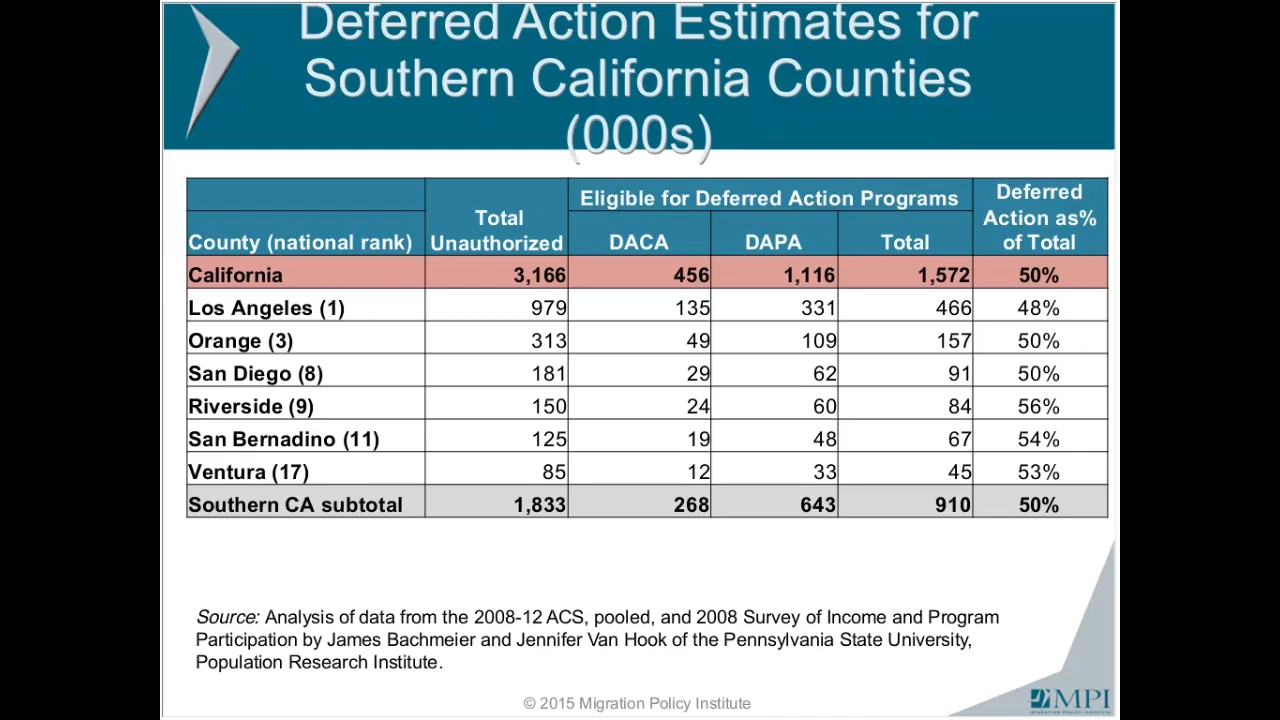 Deferred Action Estimates for
Southern California Counties
(000s)
County (national rank) Total Unauthorized Eligible for Deferred Action Programs DACA DAPA Total Deferred Action as% of Total
California 3,166 456 1,116 1,572 50%
Los Angeles (1) 979 135 331 466 48%
Orange (3) 313 49 109 157 50%
San Diego (8) 181 29 62 91 50%
Riverside (9) 150 24 60 84 56%
San Bernadino (11) 125 19 48 67 54%
Ventura (17) 85 12 33 45 53%
Southern CA subtotal 1,833 268 643 910 50%
Source: Analysis of data from the 2008-12 ACS, pooled, and 2008 Survey of Income and Program
Participation by James Bachmeier and Jennifer Van Hook of the Pennsylvania State University,
Population Research Institute.
© 2015 Migration Policy Institute
MPI
MIGRATION POLICY INSTITUTE